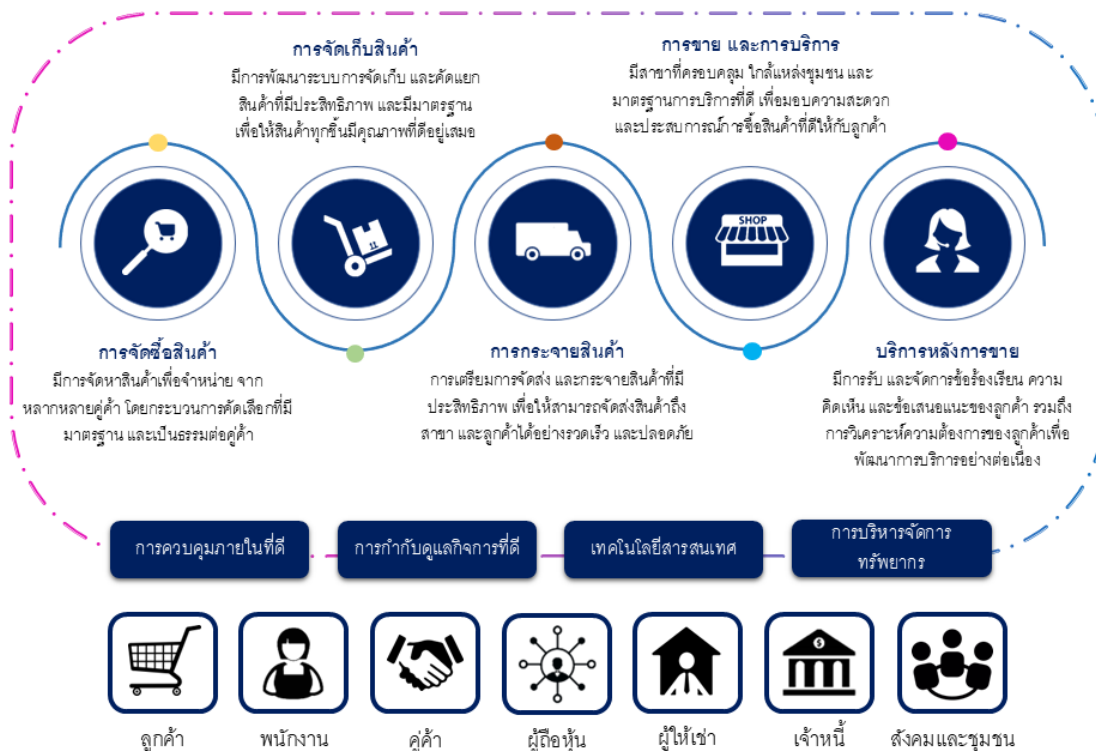 การจัดเก็บสินค้า
มีการพัฒนาระบบการจัดเก็บ และคัดแยก
สินค้าที่มีประสิทธิภาพ และมีมาตรฐาน
เพื่อให้สินค้าทุกชิ้นมีคุณภาพที่ดีอยู่เสมอ
การขาย และการบริการ
มีสาขาที่ครอบคลุม ใกล้แหล่งชุมชน และ
มาตรฐานการบริการที่ดี เพื่อมอบความสะดวก
และประสบการณ์การซื้อสินค้าที่ดีให้กับลูกค้า
SHOP
การจัดซื้อสินค้า
มีการจัดหาสินค้าเพื่อจำหน่าย จาก
หลากหลายคู่ค้า โดยกระบวนการคัดเลือกที่มี
มาตรฐาน และเป็นธรรมต่อคู่ค้า
การกระจายสินค้า
การเตรียมการจัดส่ง และกระจายสินค้าที่มี
ประสิทธิภาพ เพื่อให้สามารถจัดส่งสินค้าถึง
สาขา และลูกค้าได้อย่างรวดเร็ว และปลอดภัย
บริการหลังการขาย
มีการรับ และจัดการข้อร้องเรียน ความ
คิดเห็น และข้อเสนอแนะของลูกค้า รวมถึง
การวิเคราะห์ความต้องการของลูกค้าเพื่อ
พัฒนาการบริการอย่างต่อเนื่อง
การควบคุมภายในที่ดี
การกำกับดูแลกิจการที่ดี
เทคโนโลยีสารสนเทศ
การบริหารจัดการ
ทรัพยากร
$
ลูกค้า
พนักงาน
คู่ค้า
ผู้ถือหุ้น
ผู้ให้เช่า
เจ้าหนี้
สังคมและชุมชน